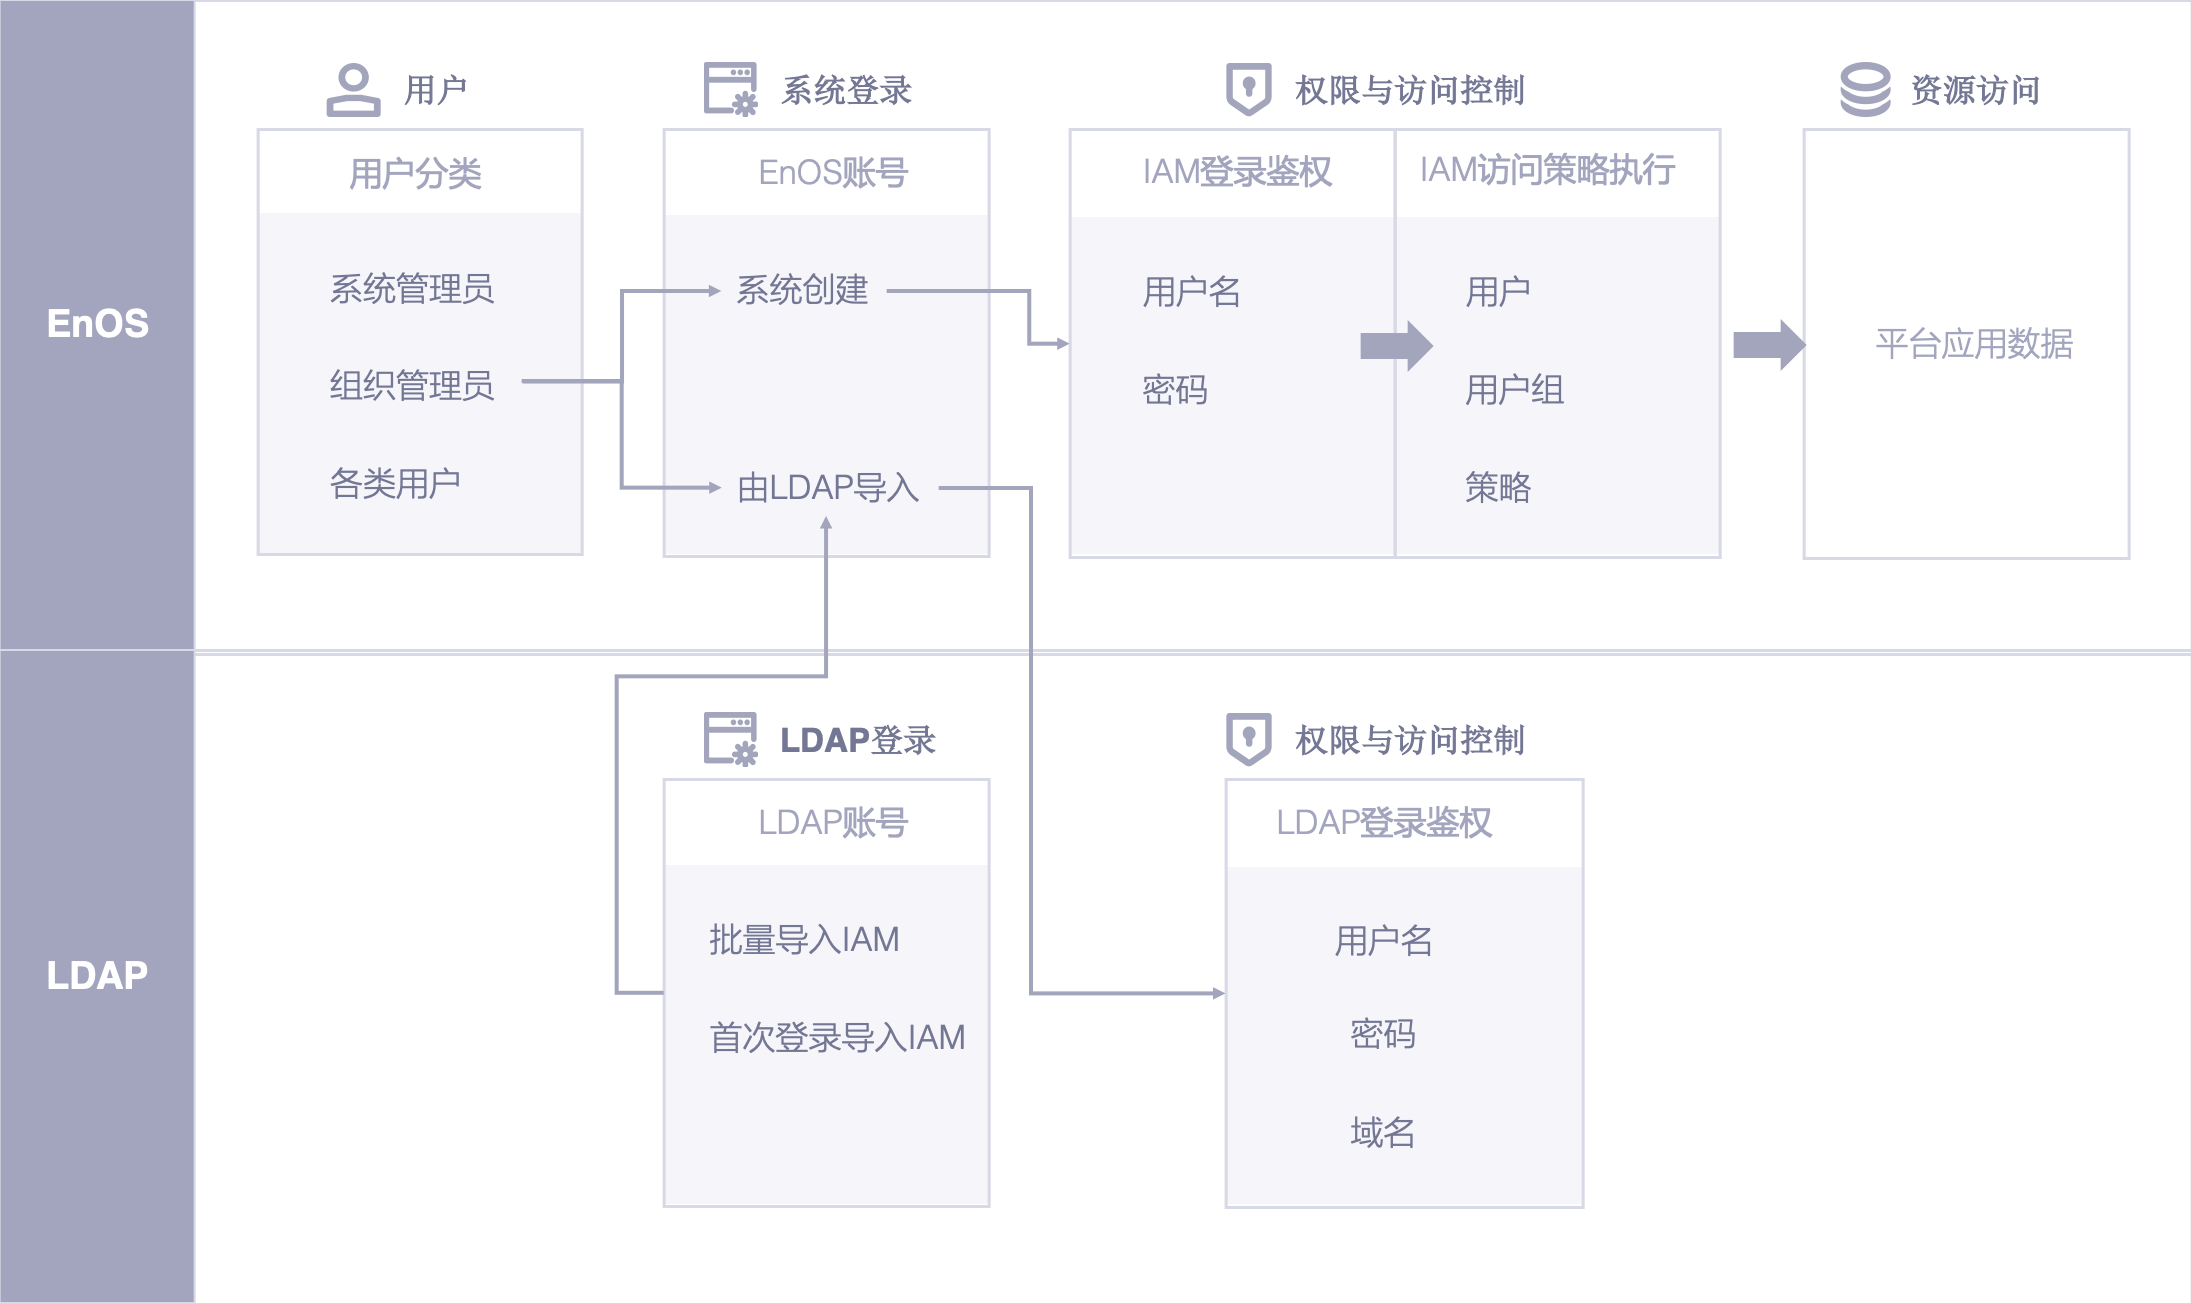 EnOS
用户
用户分类
系统管理员
组织管理员
各类用户
系统登录
EnOS账号
系统创建
由LDAP导入
权限与访问控制
IAM登录鉴权
用户名
密码
IAM访问策略执行
用户
用户组
策略
资源访问
平台应用数据
LDAP
LDAP登录
LDAP账号
批量导入IAM
首次登录导入IAM
权限与访问控制
LDAP登录鉴权
用户名
密码
域名